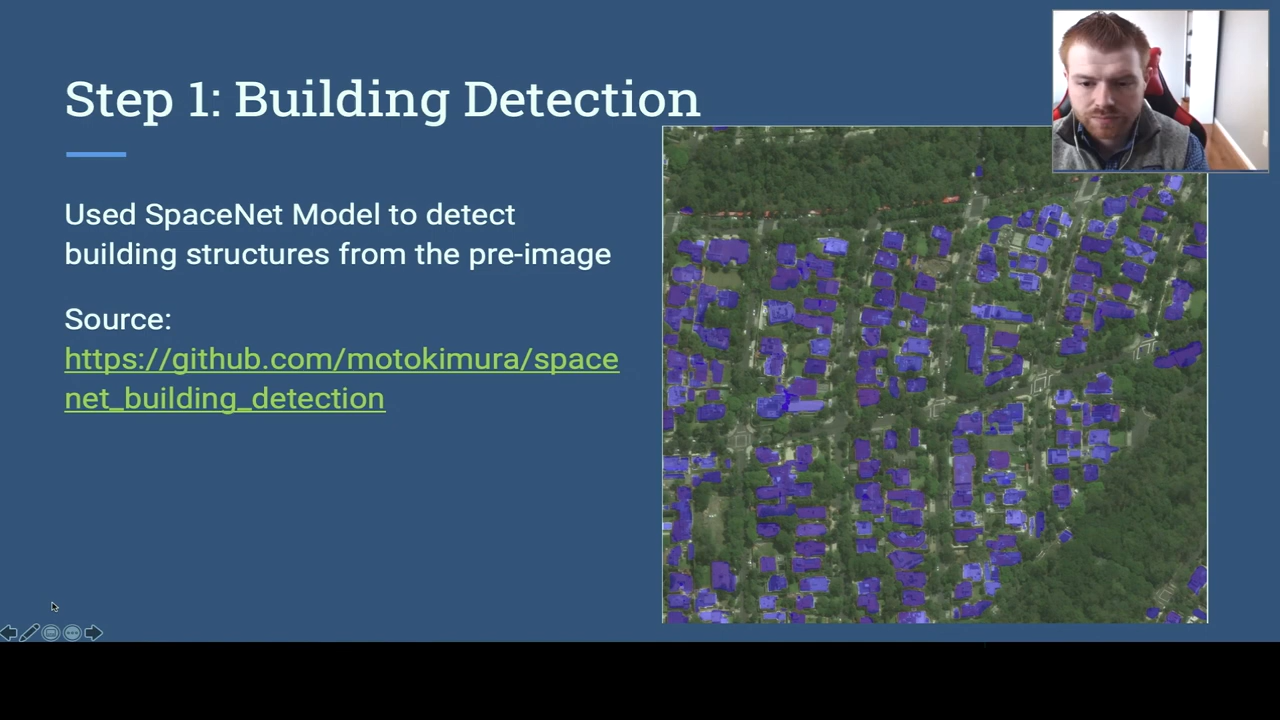 Step 1: Building Detection
Used SpaceNet Model to detect
building structures from the pre-image
Source:
https://github.com/motokimura/space
net_building_detection